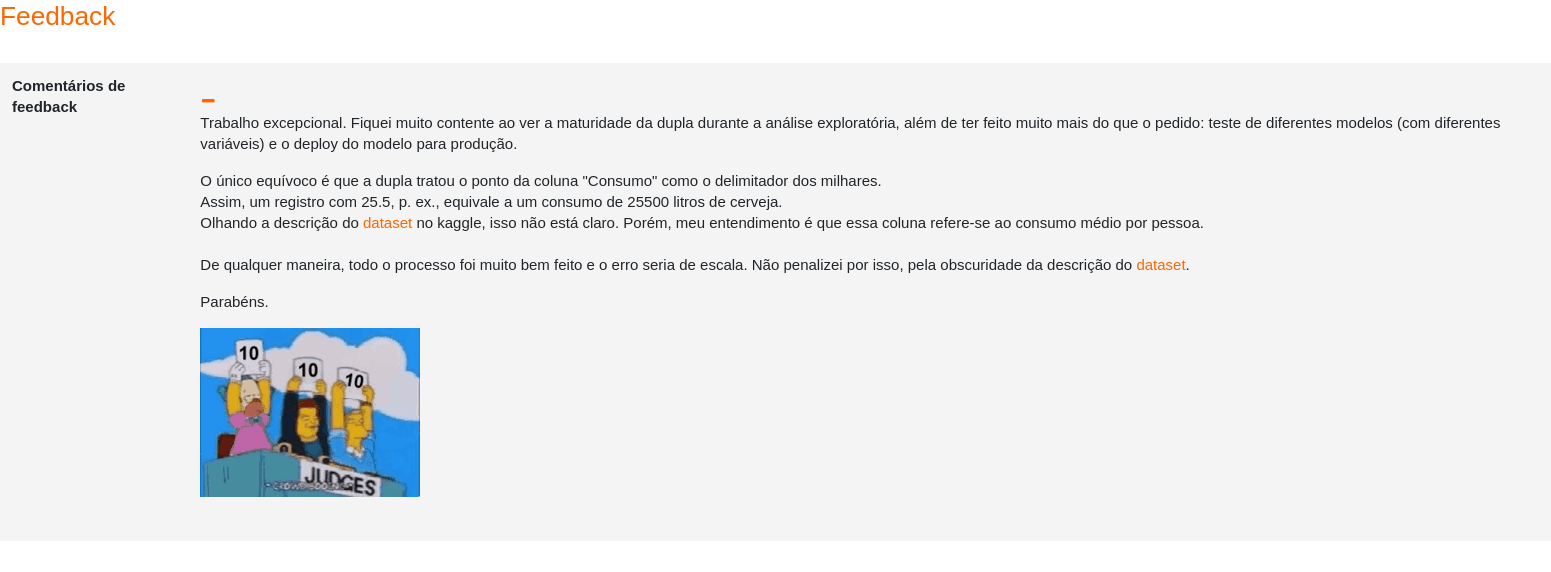 Feedback
Comentários de
feedback
Trabalho excepcional. Fiquei muito contente ao ver a maturidade da dupla durante a análise exploratória, além de ter feito muito mais do que o pedido: teste de diferentes modelos (com diferentes
variáveis) e o deploy do modelo para produção.
O único equívoco é que a dupla tratou o ponto da coluna "Consumo" como o delimitador dos milhares.
Assim, um registro com 25.5, p. ex., equivale a um consumo de 25500 litros de cerveja.
Olhando a descrição do dataset no kaggle, isso não está claro. Porém, meu entendimento é que essa coluna refere-se ao consumo médio por pessoa.
De qualquer maneira, todo o processo foi muito bem feito e o erro seria de escala. Não penalizei por isso, pela obscuridade da descrição do dataset.
Parabéns.
10
10
10
JUDGES